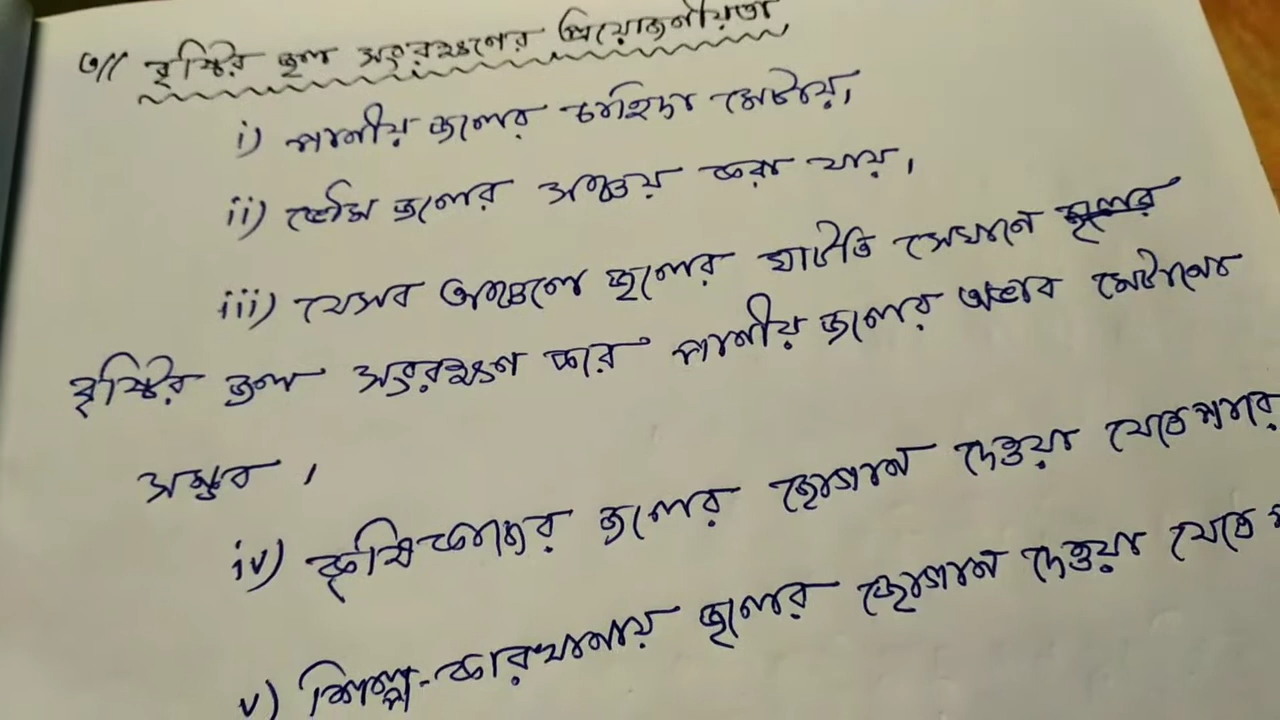 ৩// বৃষ্টির জল সংরক্ষণের প্রয়োজনীয়তা,
i) পানীয় জলের চাহিদা মেটায়,
ii) ভৌম জলের সঞ্চয় করা যায়,
iii) যেসব অঞ্চলে জলের ঘাটতি সেখানে
বৃষ্টির জল সংরক্ষণ করে পানীয় জলের অভাব মেটানো
সম্ভব ।
iv) কৃষিকাজের জলের জোগান দেওয়া যেতে পারে
v) শিল্প-কারখানায় জলের জোগান দেওয়া যেতে